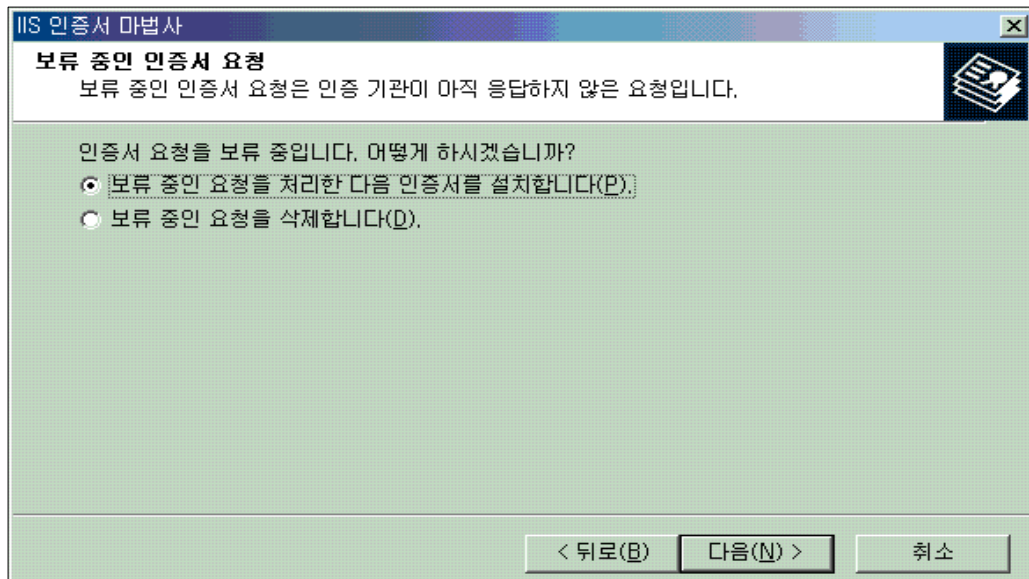 IIS 인증서 마법사
보류 중인 인증서 요청
보류 중인 인증서 요청은 인증 기관이 아직 응답하지 않은 요청입니다.
인증서 요청을 보류 중입니다. 어떻게 하시겠습니까?
보류 중인 요청을 처리한 다음 인증서를 설치합니다(P).
보류 중인 요청을 삭제합니다(D).
< 뒤로(B) 다음(N) > 취소